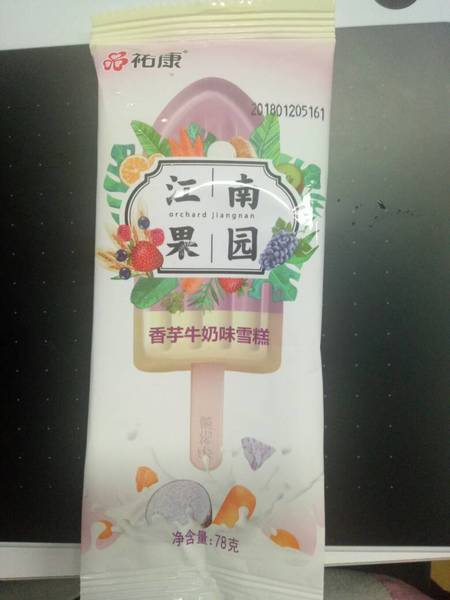 祐康
201801205161
江南
orchard jiangnan
果园
香芋牛奶味雪糕
净含量:78克